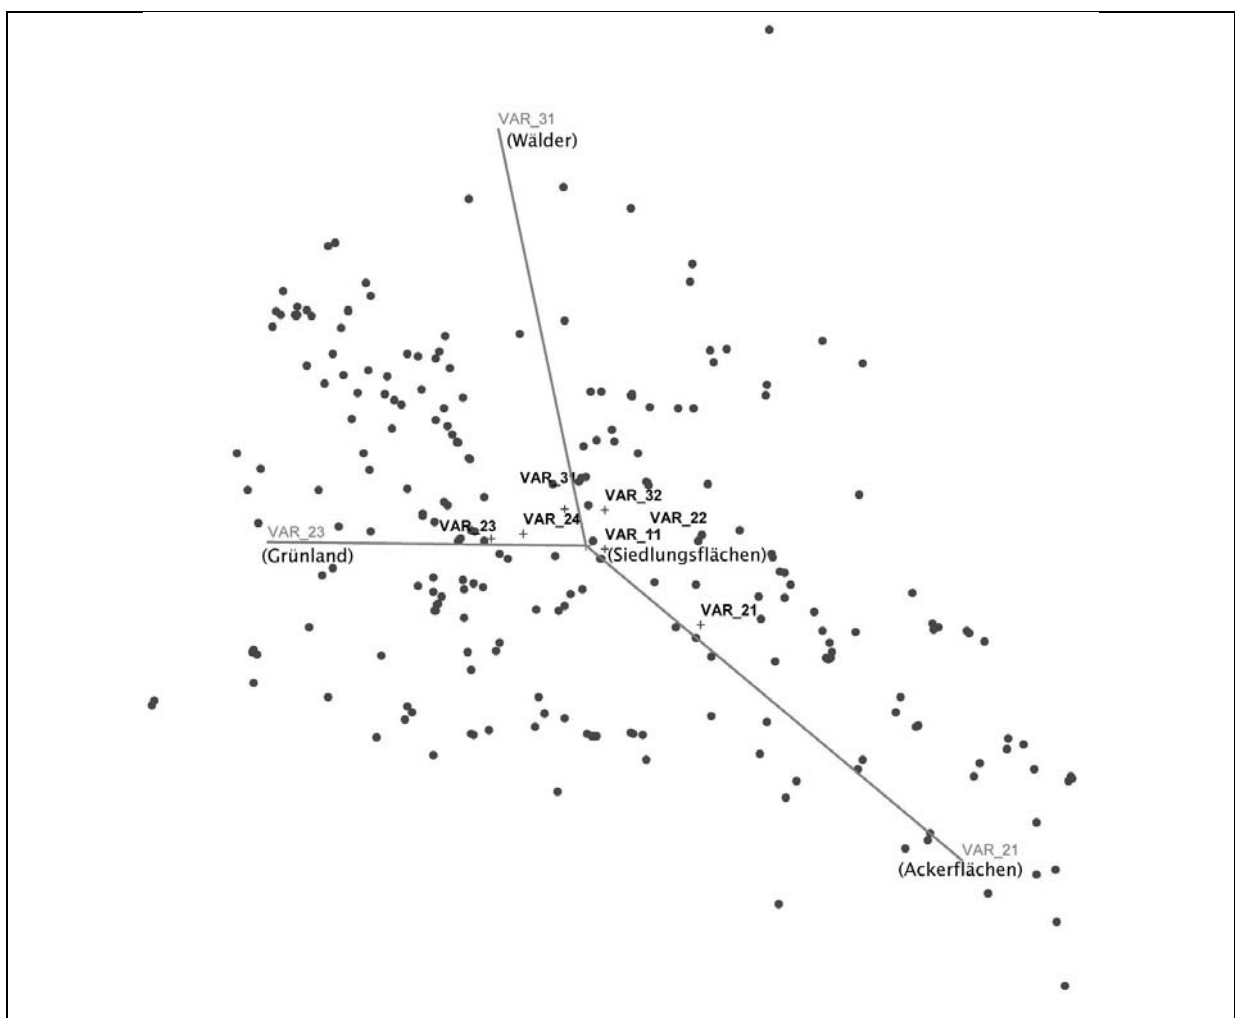 VAR_31
(Wälder)
VAR_31
VAR_32
VAR_23
VAR_24
VAR_22
VAR_23
VAR_11
(Grünland)
(Siedlungsflächen)
VAR_21
VAR_21
(Ackerflächen)